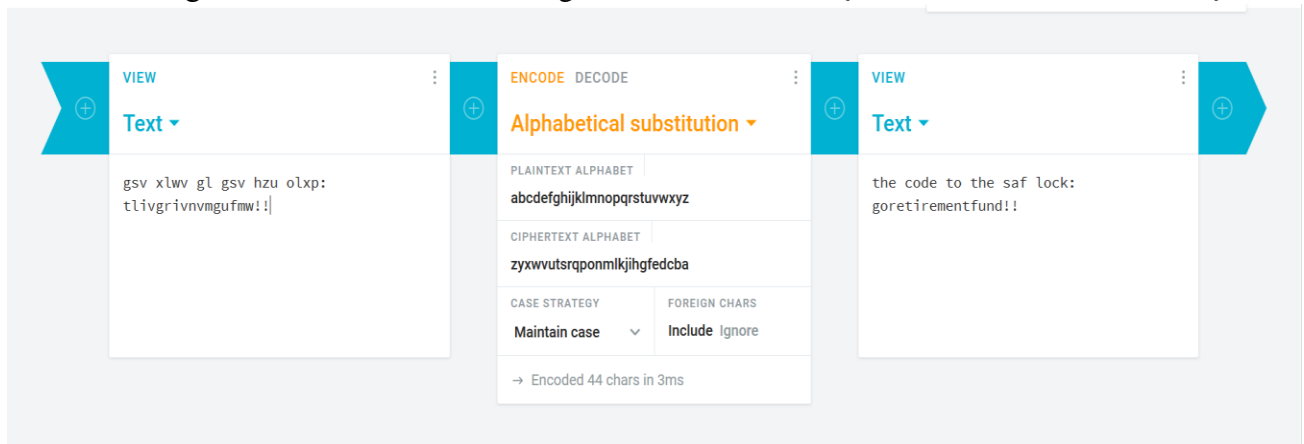 VIEW
Text
gsv xlwv gl gsv hzu olxp:
tlivgrivnvmgufmw!!
ENCODE DECODE
Alphabetical substitution
PLAINTEXT ALPHABET
abcdefghijklmnopqrstuvwxyz
CIPHERTEXT ALPHABET
zyxwvutsrqponmlkjihgfedcba
CASE STRATEGY
Maintain case
FOREIGN CHARS
Include Ignore
→ Encoded 44 chars in 3ms
VIEW
Text
the code to the saf lock:
goretirementfund!!